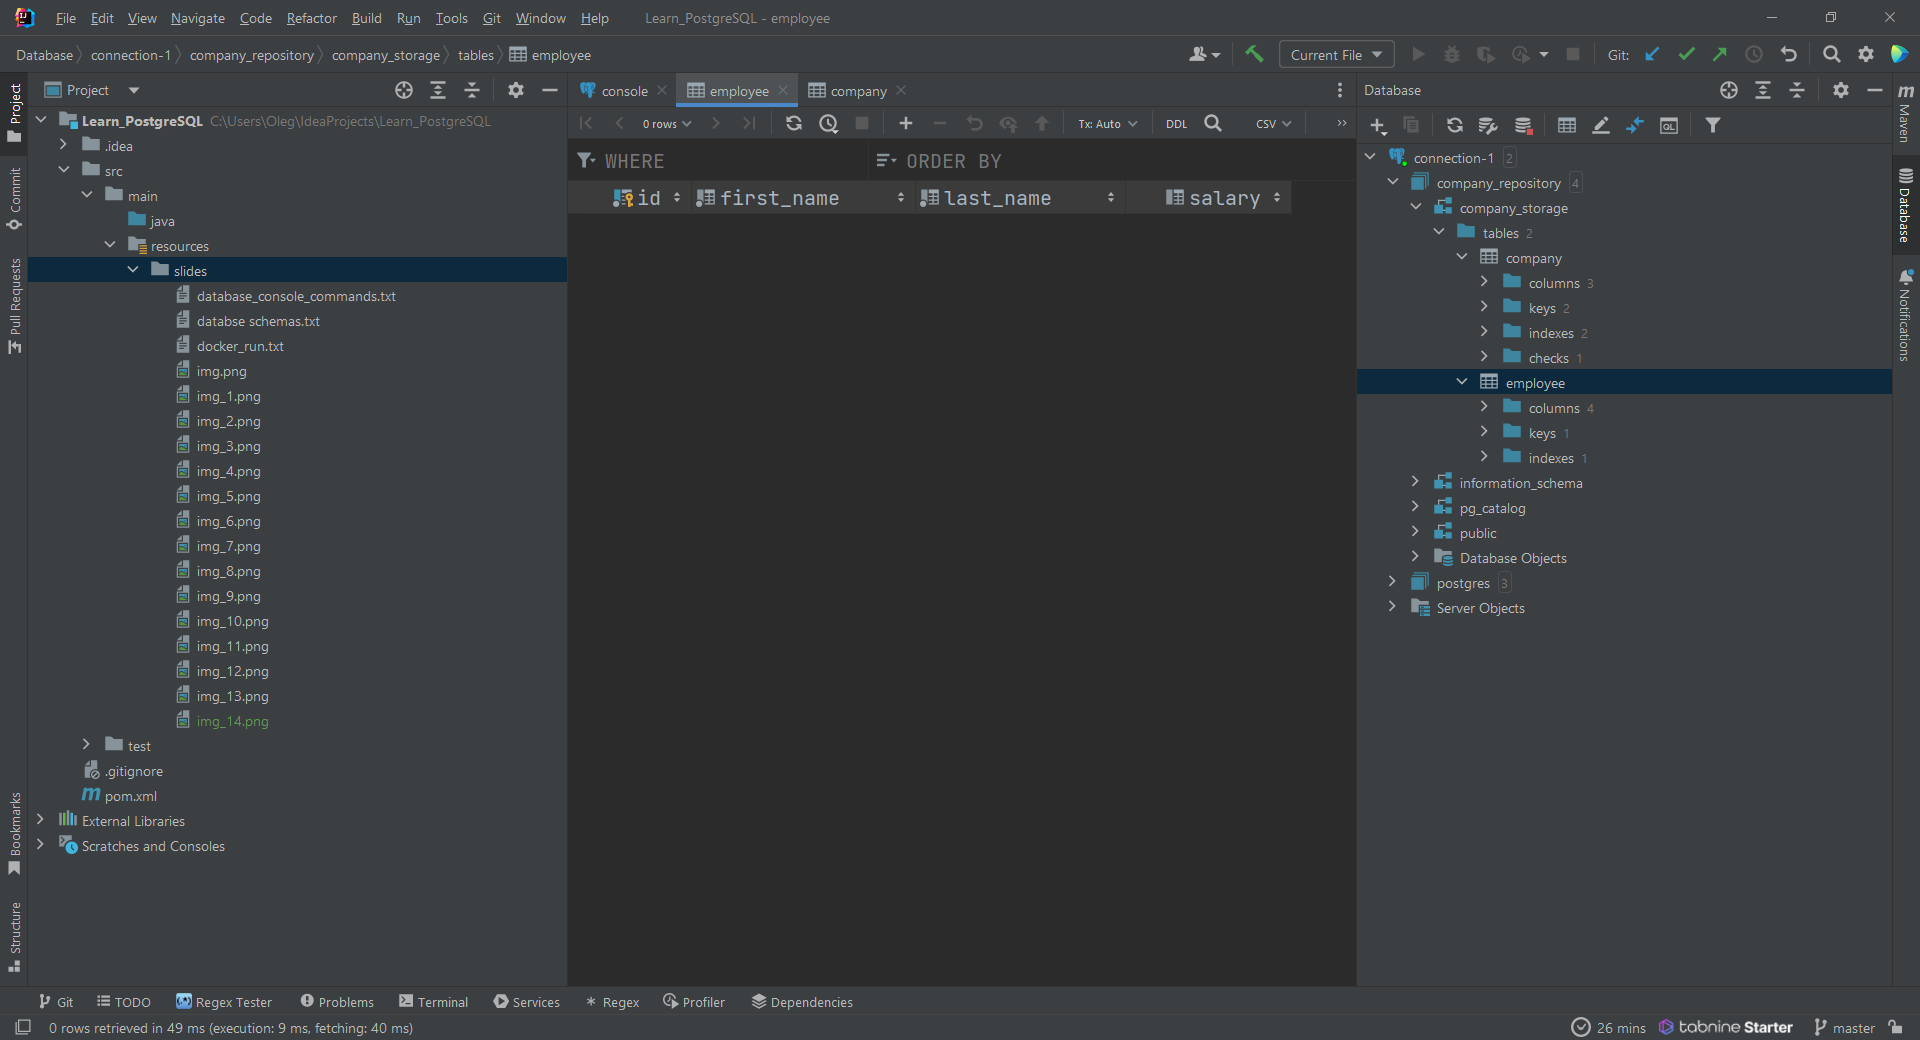 File Edit View Navigate Code Refactor Build Run Tools Git Window Help Learn_PostgreSQL - employee
Database connection-1 company_repository company_storage tables employee Current File Git:
Project
Learn_PostgreSQL C:\Users\Oleg\IdeaProjects\Learn_PostgreSQL
.idea
src
main
java
resources
slides
database_console_commands.txt
databse schemas.txt
docker_run.txt
img.png
img_1.png
img_2.png
img_3.png
img_4.png
img_5.png
img_6.png
img_7.png
img_8.png
img_9.png
img_10.png
img_11.png
img_12.png
img_13.png
img_14.png
test
.gitignore
pom.xml
External Libraries
Scratches and Consoles
Project
Commit
Pull Requests
Bookmarks
Structure
console employee company
0 rows Tx: Auto DDL CSV
WHERE ORDER BY
id first_name last_name salary
Database
connection-1 2
company_repository 4
company_storage
tables 2
company
columns 3
keys 2
indexes 2
checks 1
employee
columns 4
keys 1
indexes 1
information_schema
pg_catalog
public
Database Objects
postgres 3
Server Objects
Maven
Database
Notifications
Git TODO Regex Tester Problems Terminal Services Regex Profiler Dependencies
0 rows retrieved in 49 ms (execution: 9 ms, fetching: 40 ms) 26 mins tabnine Starter master